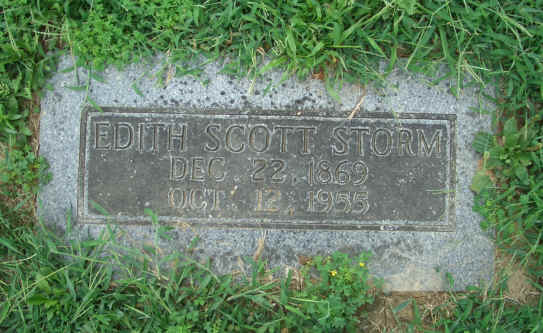 EDITH SCOTT STORM
DEC. 22, 1869
OCT. 12, 1955